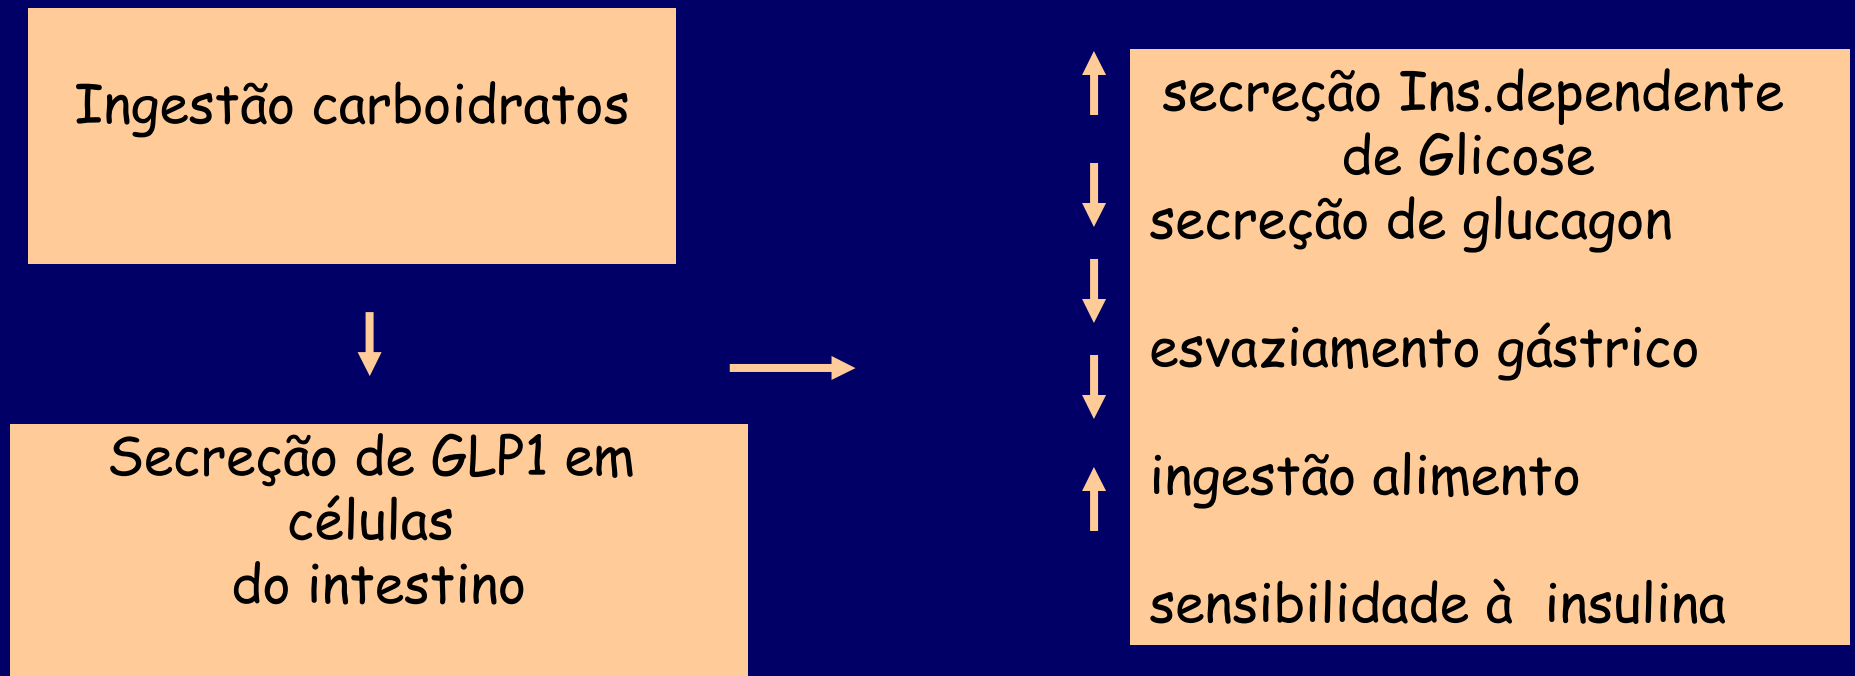 Ingestão carboidratos
Secreção de GLP1 em
células
do intestino
secreção Ins.dependente
de Glicose
secreção de glucagon
esvaziamento gástrico
ingestão alimento
sensibilidade à insulina